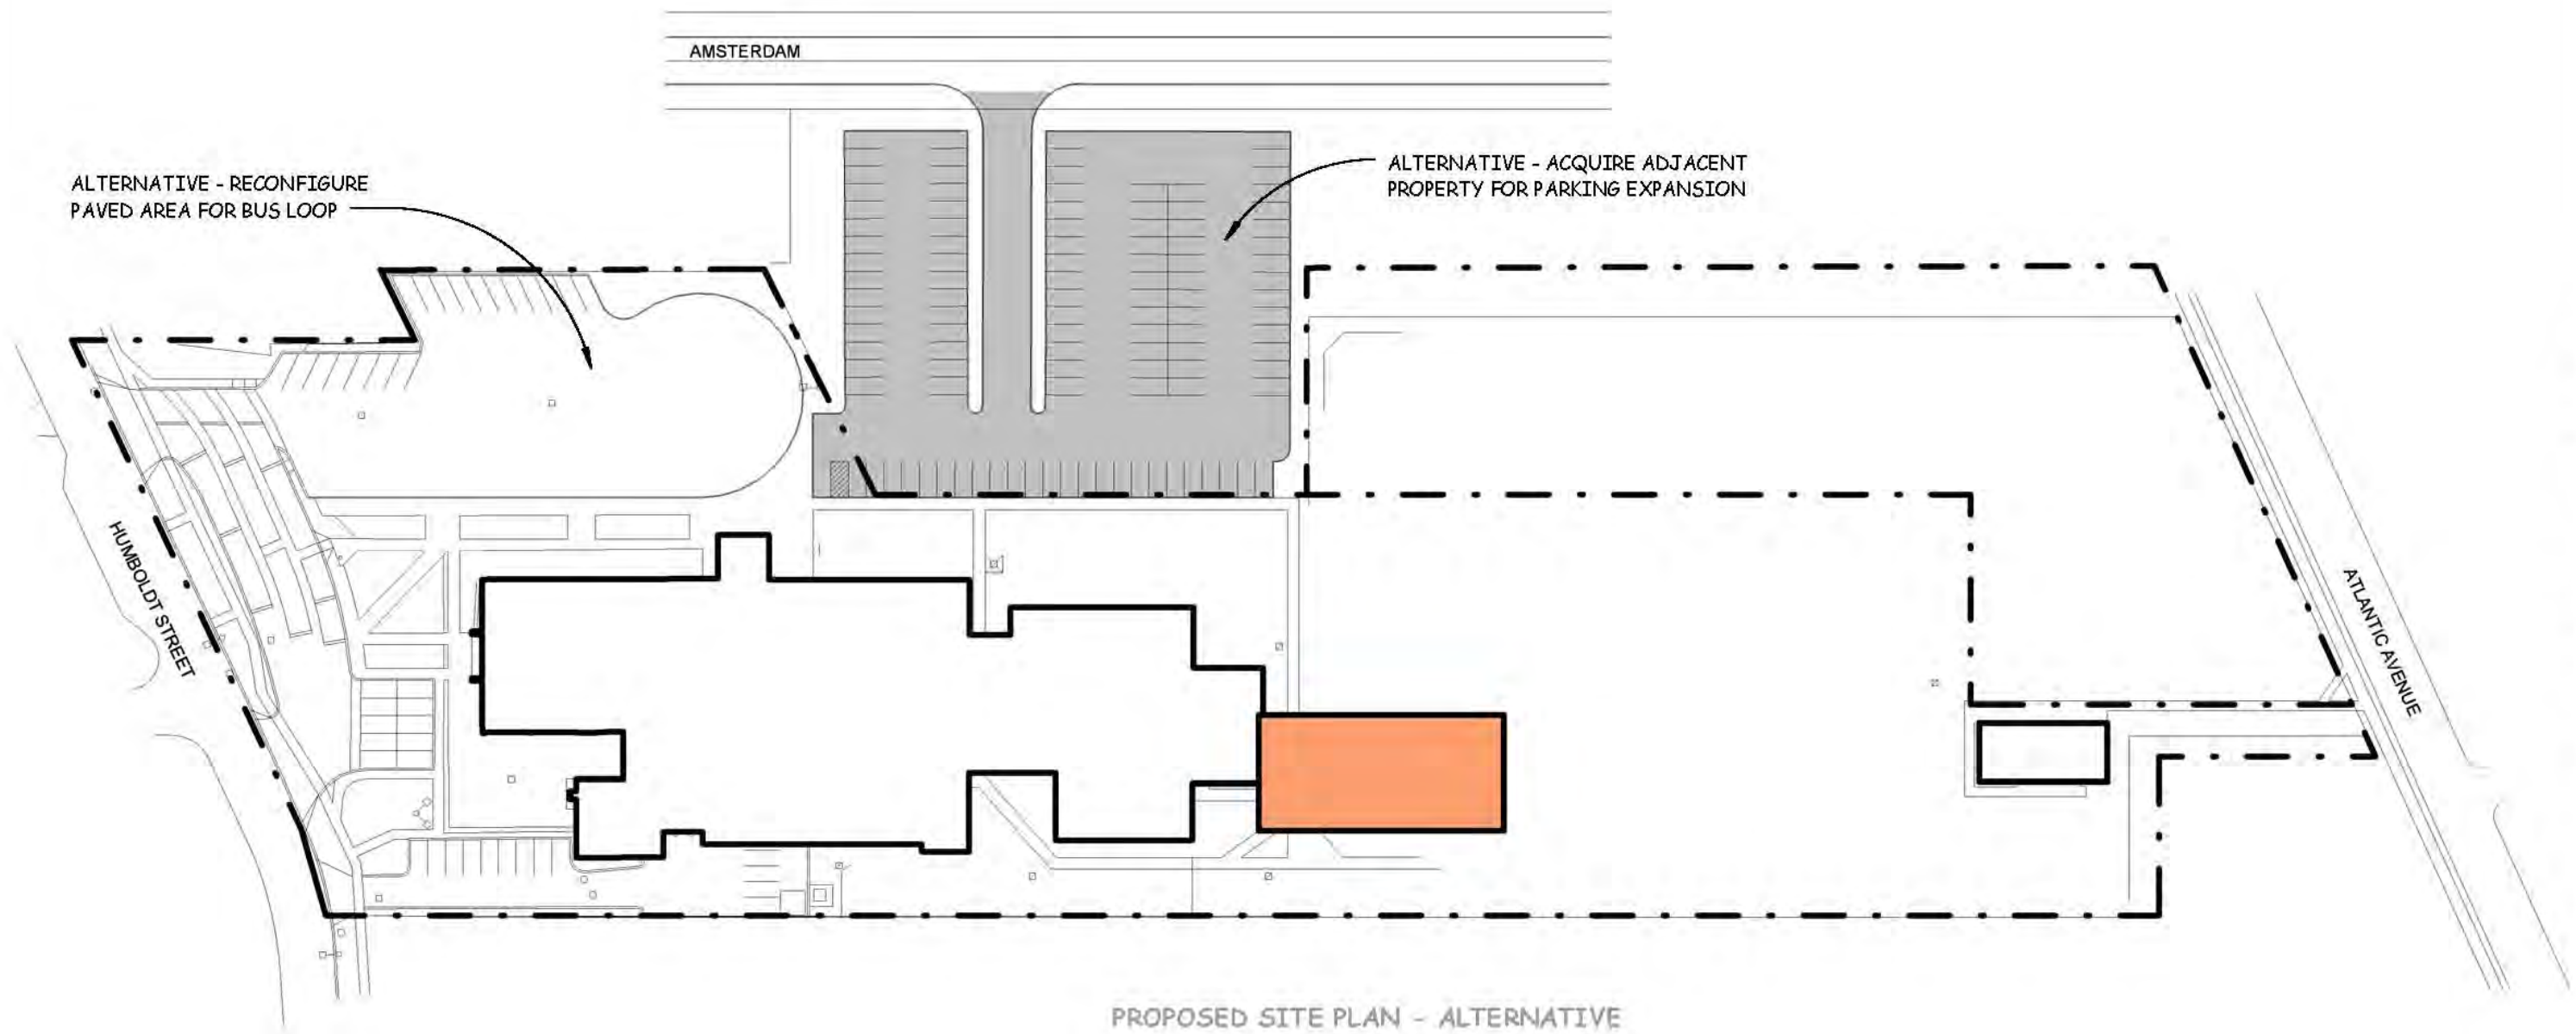 AMSTERDAM
ALTERNATIVE - RECONFIGURE
PAVED AREA FOR BUS LOOP
ALTERNATIVE - ACQUIRE ADJACENT
PROPERTY FOR PARKING EXPANSION
HUMBOLDT STREET
ATLANTIC AVENUE
PROPOSED SITE PLAN - ALTERNATIVE